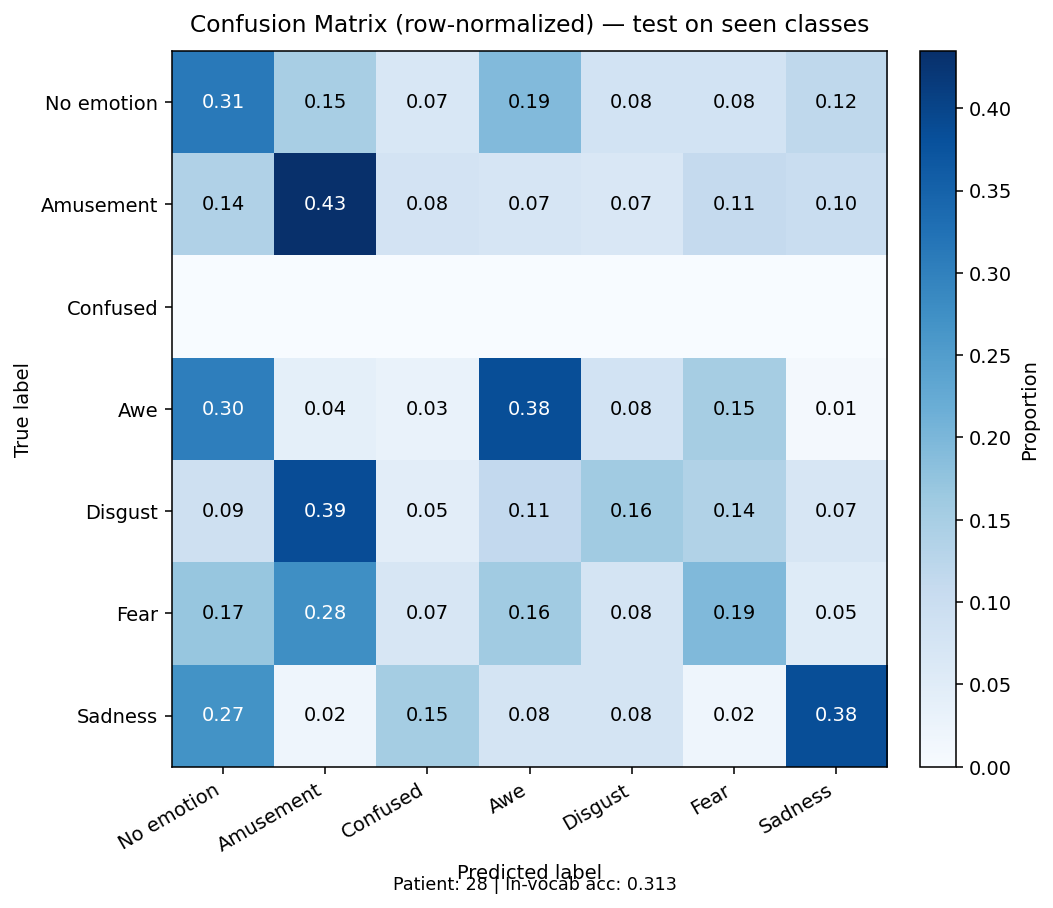 Confusion Matrix (row-normalized) — test on seen classes
True label
No emotion 0.31 0.15 0.07 0.19 0.08 0.08 0.12
Amusement 0.14 0.43 0.08 0.07 0.07 0.11 0.10
Confused
Awe 0.30 0.04 0.03 0.38 0.08 0.15 0.01
Disgust 0.09 0.39 0.05 0.11 0.16 0.14 0.07
Fear 0.17 0.28 0.07 0.16 0.08 0.19 0.05
Sadness 0.27 0.02 0.15 0.08 0.08 0.02 0.38
No emotion Amusement Confused Awe Disgust Fear Sadness
Predicted label
Patient: 28 | In-vocab acc: 0.313
0.40
0.35
0.30
0.25
0.20
0.15
0.10
0.05
0.00
Proportion